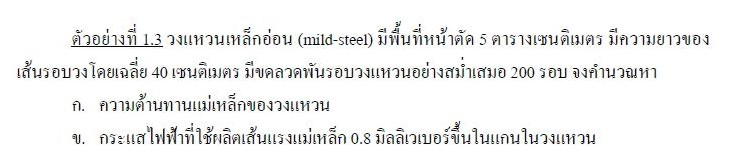 ตัวอย่างที่ 1.3 วงแหวนเหล็กอ่อน (mild-steel) มีพื้นที่หน้าตัด 5 ตารางเซนติเมตร มีความยาวของ
เส้นรอบวงโดยเฉลี่ย 40 เซนติเมตร มีขดลวดพันรอบวงแหวนอย่างสม่ำเสมอ 200 รอบ จงคำนวณหา
ก. ความต้านทานแม่เหล็กของวงแหวน
ข. กระแสไฟฟ้าที่ใช้ผลิตเส้นแรงแม่เหล็ก 0.8 มิลลิเวเบอร์ขึ้นในแกนในวงแหวน